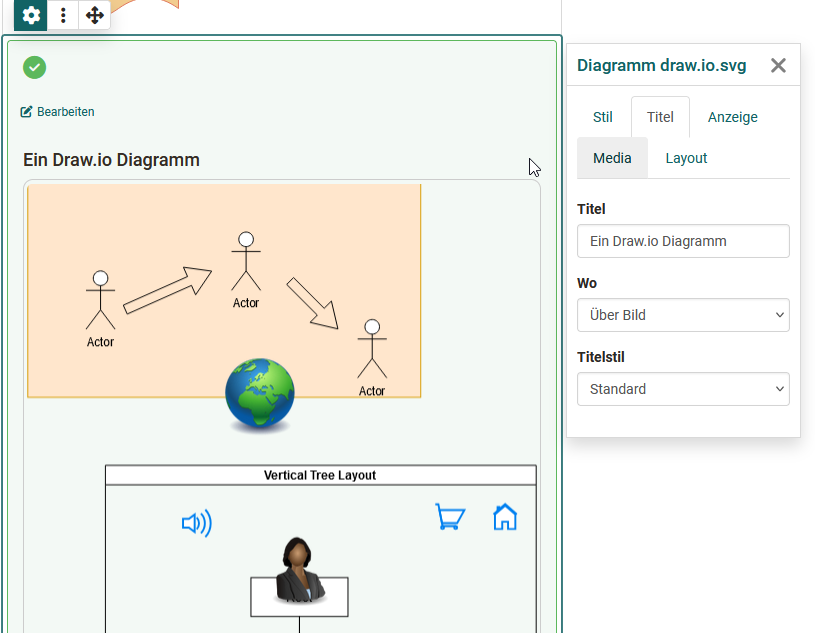 Diagramm draw.io.svg
Bearbeiten
Stil
Titel
Anzeige
Media
Layout
Ein Draw.io Diagramm
Titel
Ein Draw.io Diagramm
Wo
Über Bild
Titelstil
Standard
Actor
Actor
Actor
Vertical Tree Layout